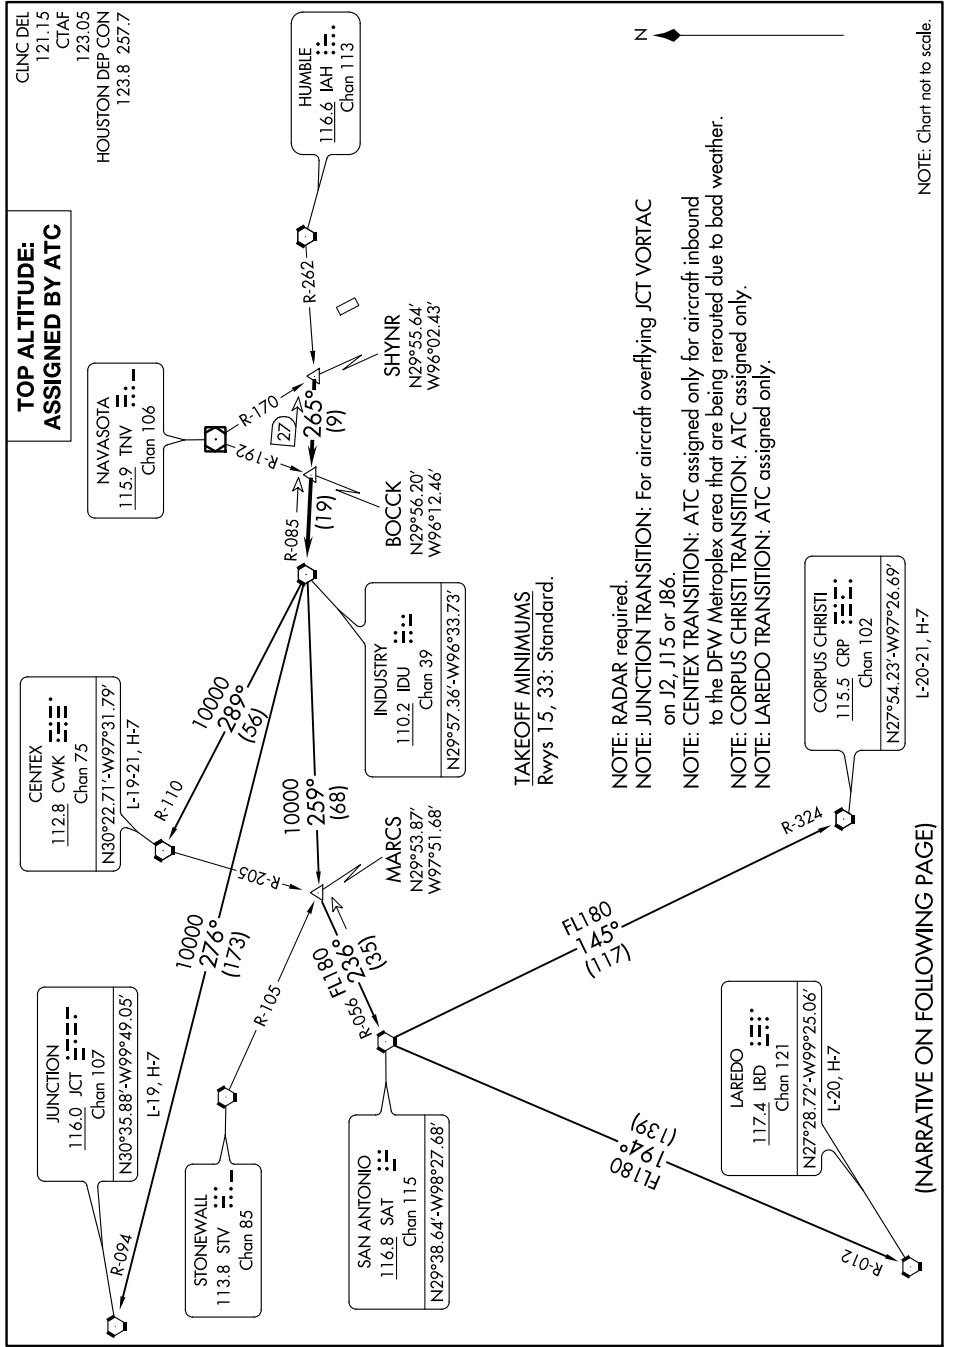 TOP ALTITUDE:
ASSIGNED BY ATC
CLNC DEL
121.15
CTAF
123.05
HOUSTON DEP CON
123.8 257.7
JUNCTION
116.0 JCT
Chan 107
N30°35.88'-W99°49.05'
L-19, H-7
R-094
CENTEX
112.8 CWK
Chan 75
N30°22.71'-W97°31.79'
L-19-21, H-7
R-110
NAVASOTA
115.9 TNV
Chan 106
R-170
R-192
10000
276°
(173)
10000
289°
(56)
R-205
STONEWALL
113.8 STV
Chan 85
R-105
HUMBLE
116.6 IAH
Chan 113
R-262
27
265°
(9)
R-085
(19)
10000
259°
(68)
SHYNR
N29°55.64'
W96°02.43'
BOCCK
N29°56.20'
W96°12.46'
INDUSTRY
110.2 IDU
Chan 39
N29°57.36'-W96°33.73'
MARCS
N29°53.87'
W97°51.68'
FL180
236°
(35)
R-056
SAN ANTONIO
116.8 SAT
Chan 115
N29°38.64'-W98°27.68'
FL180
145°
(117)
R-324
FL180
194°
(139)
R-012
TAKEOFF MINIMUMS
Rwys 15, 33: Standard.
N
NOTE: RADAR required.
NOTE: JUNCTION TRANSITION: For aircraft overflying JCT VORTAC
on J2, J15 or J86.
NOTE: CENTEX TRANSITION: ATC assigned only for aircraft inbound
to the DFW Metroplex area that are being rerouted due to bad weather.
NOTE: CORPUS CHRISTI TRANSITION: ATC assigned only.
NOTE: LAREDO TRANSITION: ATC assigned only.
LAREDO
117.4 LRD
Chan 121
N27°28.72'-W99°25.06'
L-20, H-7
CORPUS CHRISTI
115.5 CRP
Chan 102
N27°54.23'-W97°26.69'
L-20-21, H-7
(NARRATIVE ON FOLLOWING PAGE)
NOTE: Chart not to scale.